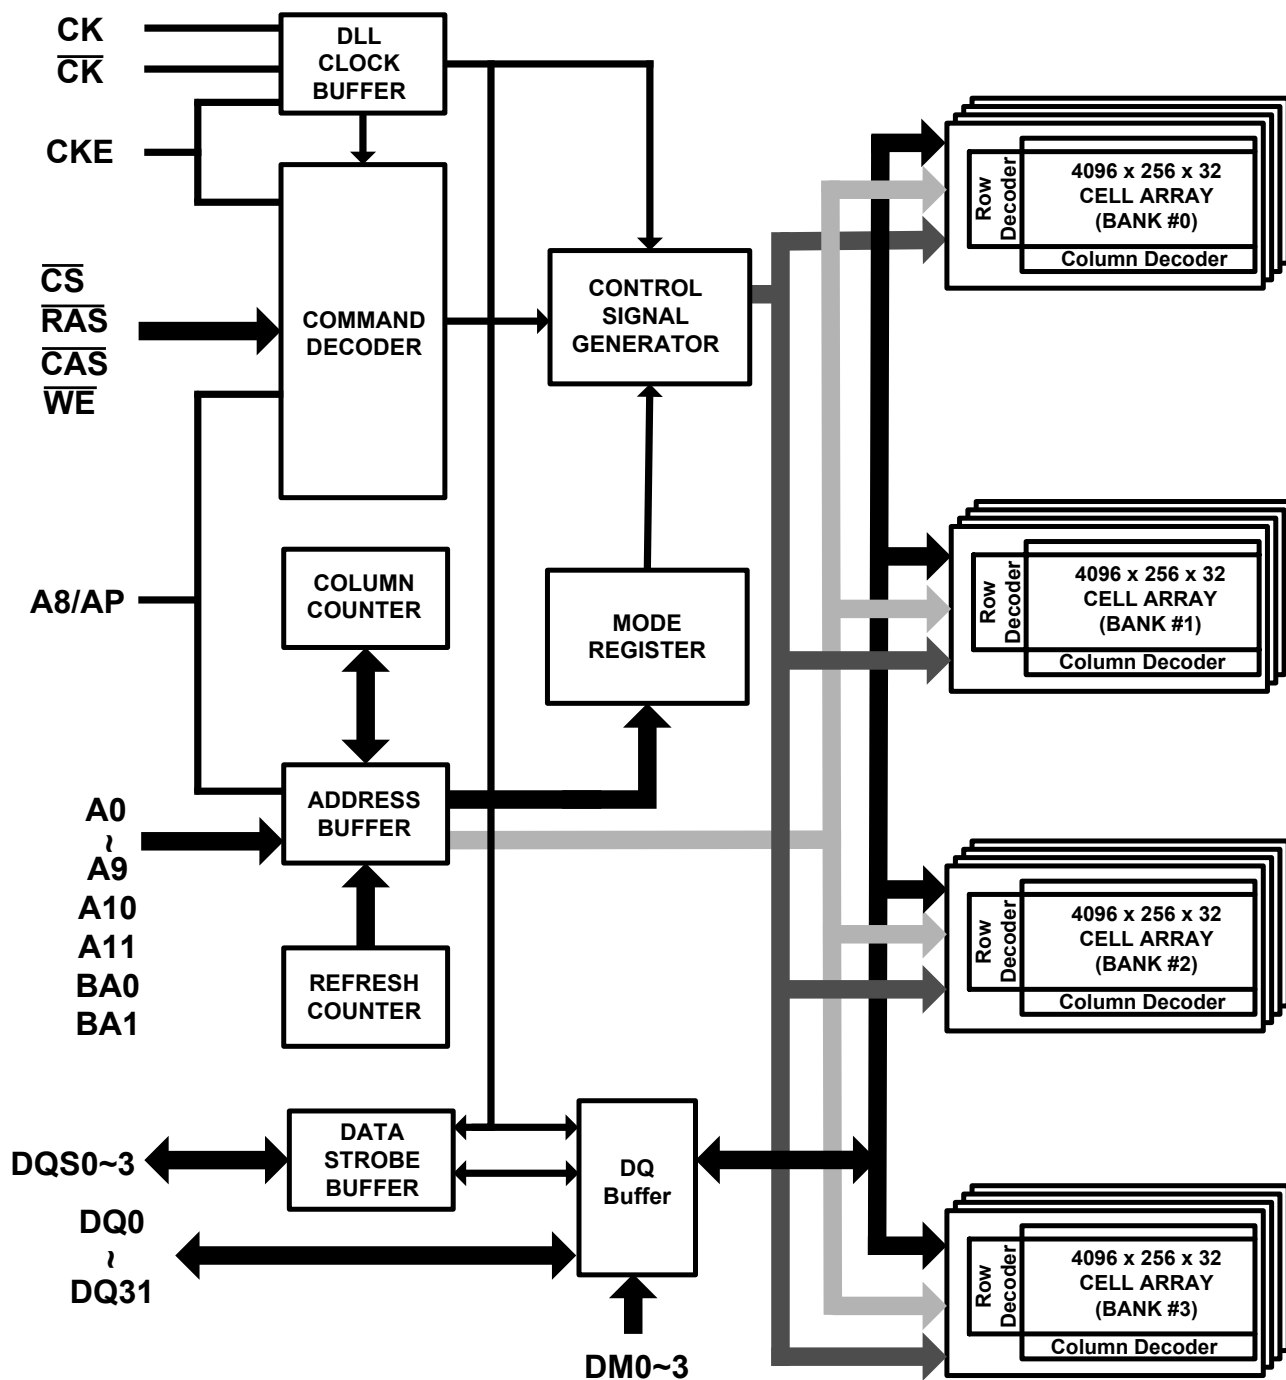 CK
CK
CKE
CS
RAS
CAS
WE
A8/AP
A0
~
A9
A10
A11
BA0
BA1
DQS0~3
DQ0
~
DQ31
DLL
CLOCK
BUFFER
COMMAND
DECODER
COLUMN
COUNTER
ADDRESS
BUFFER
REFRESH
COUNTER
DATA
STROBE
BUFFER
CONTROL
SIGNAL
GENERATOR
MODE
REGISTER
DQ
Buffer
DM0~3
Row
Decoder
4096 x 256 x 32
CELL ARRAY
(BANK #0)
Column Decoder
Row
Decoder
4096 x 256 x 32
CELL ARRAY
(BANK #1)
Column Decoder
Row
Decoder
4096 x 256 x 32
CELL ARRAY
(BANK #2)
Column Decoder
Row
Decoder
4096 x 256 x 32
CELL ARRAY
(BANK #3)
Column Decoder